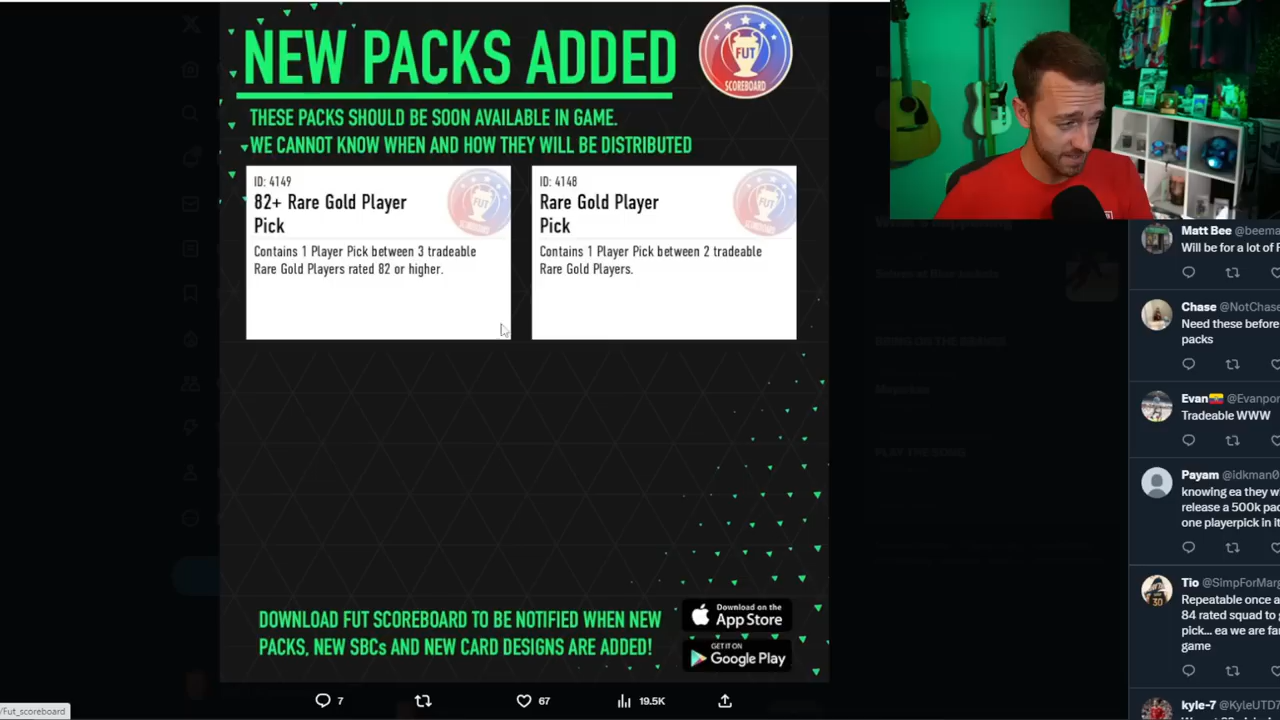 NEW PACKS ADDED
FUT
SCOREBOARD
THESE PACKS SHOULD BE SOON AVAILABLE IN GAME.
WE CANNOT KNOW WHEN AND HOW THEY WILL BE DISTRIBUTED
ID: 4149
82+ Rare Gold Player
Pick
FUT
Contains 1 Player Pick between 3 tradeable
Rare Gold Players rated 82 or higher.
ID: 4148
Rare Gold Player
Pick
FUT
Contains 1 Player Pick between 2 tradeable
Rare Gold Players.
DOWNLOAD FUT SCOREBOARD TO BE NOTIFIED WHEN NEW
PACKS, NEW SBCs AND NEW CARD DESIGNS ARE ADDED!
Download on the
App Store
GET IT ON
Google Play
7
67
19.5K
/Fut_scoreboard
Matt Bee @beema
Will be for a lot of
Chase @NotChase
Need these before
packs
Evan @Evanpor
Tradeable WWW
Payam @idkman0
knowing ea they w
release a 500k pac
one playerpick in it
Tio @SImpForMar
Repeatable once a
84 rated squad to g
pick... ea we are far
game
kyle-7 @KyleUTD7